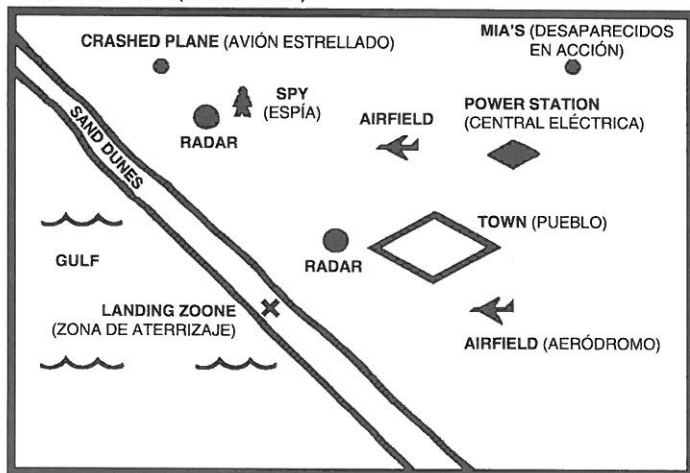 CRASHED PLANE (AVIÓN ESTRELLADO)
MIA'S (DESAPARECIDOS
EN ACCIÓN)
SPY
(ESPÍA)
RADAR
AIRFIELD
POWER STATION
(CENTRAL ELÉCTRICA)
SAND DUNES
TOWN (PUEBLO)
GULF
RADAR
LANDING ZOONE
(ZONA DE ATERRIZAJE)
AIRFIELD (AERÓDROMO)